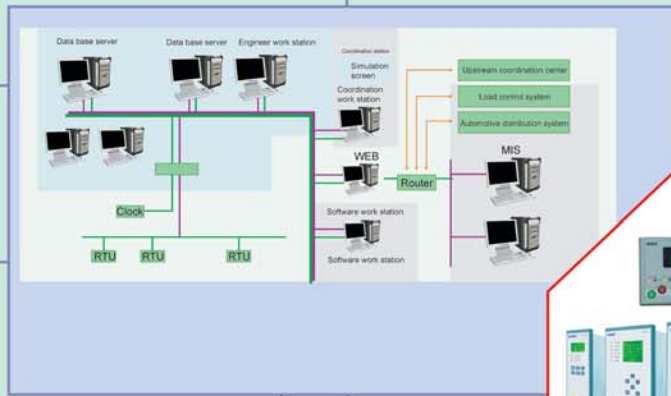 Data base server
Data base server
Engineer work station
Coordination station
Simulation
screen
Coordination
work station
Upstream coordination center
Load control system
Automotive distribution system
WEB
MIS
Router
Clock
Software work station
Software work station
RTU
RTU
RTU